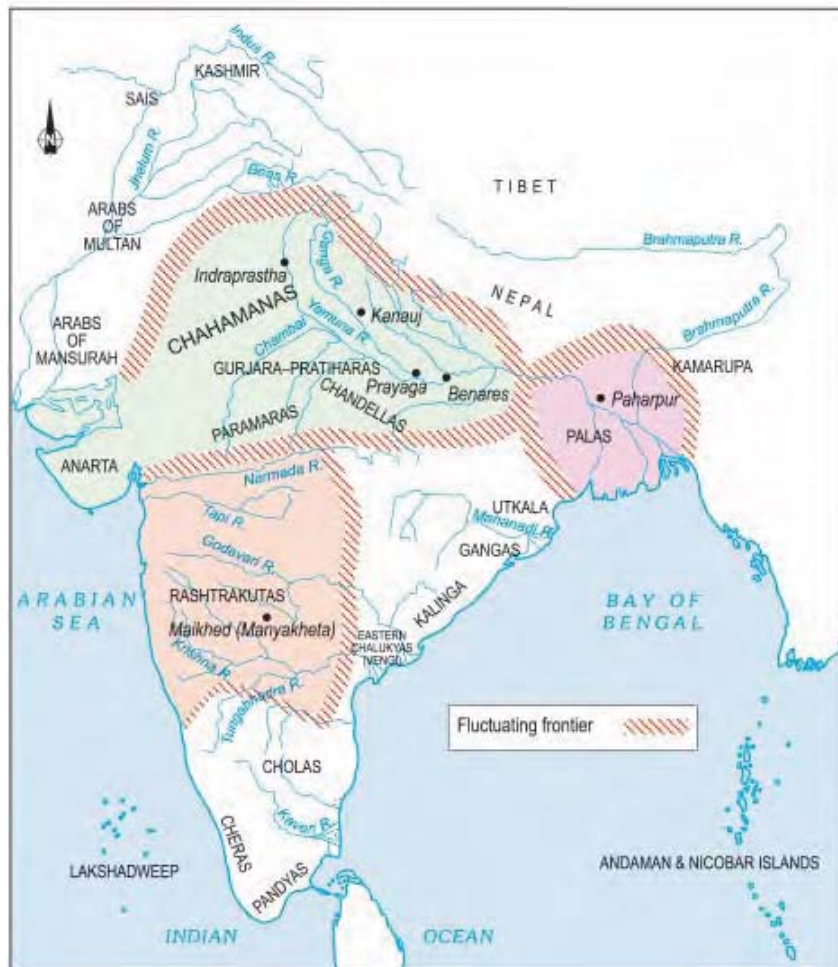 Indus R.
KASHMIR
SAIS
N
Jhelum R.
Beas R.
ARABS
OF
MULTAN
TIBET
Brahmaputra R.
Indraprastha
Ganga R.
NEPAL
Brahmaputra R.
CHAHAMANAS
Kanauj
ARABS
OF
MANSURAH
Yamuna R.
Chambal
KAMARUPA
GURJARA–PRATIHARAS
Prayaga
Benares
CHANDELLAS
Paharpur
PARAMARAS
PALAS
ANARTA
Narmada R.
UTKALA
Tapi R.
Mahanadi R.
GANGAS
Godavari R.
ARABIAN
SEA
RASHTRAKUTAS
KALINGA
BAY OF
BENGAL
Malkhed (Manyakheta)
EASTERN
CHALUKYAS
(VENGI)
Krishna R.
Tungabhadra R.
Fluctuating frontier
CHOLAS
Kaveri R.
CHERAS
LAKSHADWEEP
ANDAMAN & NICOBAR ISLANDS
PANDYAS
INDIAN OCEAN